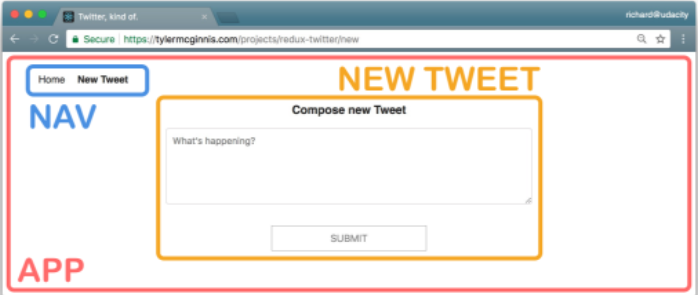 Twitter, kind of.
richard@udacity
Secure https://tylermcginnis.com/projects/redux-twitter/new
Home New Tweet
NEW TWEET
NAV
Compose new Tweet
What's happening?
SUBMIT
APP